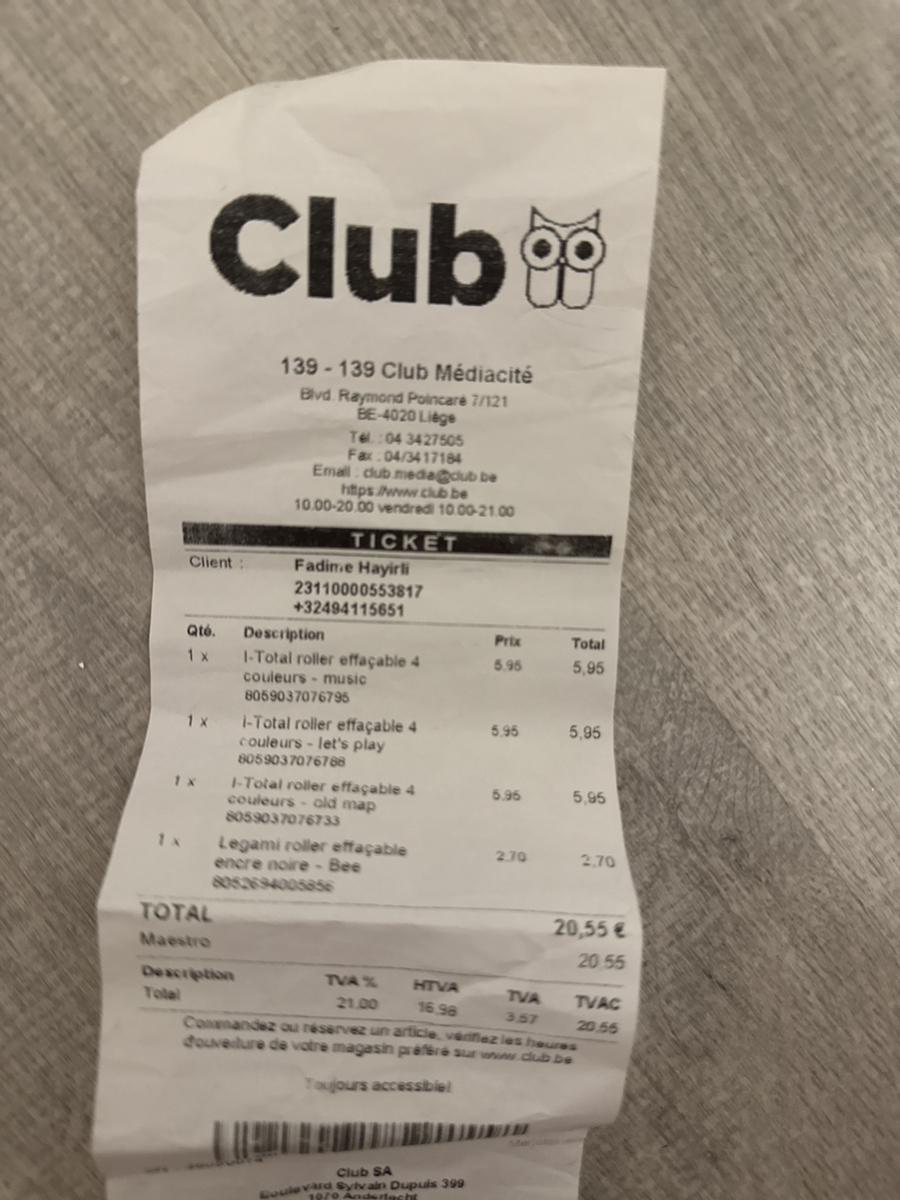 Club
139 - 139 Club Médiacité
Blvd. Raymond Poincaré 7/121
BE-4020 Liège
Tél. : 04 3427605
Fax : 04/3417184
Email : club.media@club.be
https://www.club.be
10.00-20.00 vendredi 10.00-21.00
TICKET
Client : Fadime Hayirli
23110000553817
+32494115651
Qté. Description Prix Total
1 x I-Total roller effaçable 4 5.95 5,95
couleurs - music
8059037076795
1 x I-Total roller effaçable 4 5.95 5,95
couleurs - let's play
8059037076788
1 x I-Total roller effaçable 4 5.95 5,95
couleurs - old map
8059037076733
1 x Legami roller effaçable 2.70 2,70
encre noire - Bee
8052694005856
TOTAL 20,55 €
Maestro 20.55
Description TVA % HTVA TVA TVAC
Total 21.00 16.98 3.57 20.55
Commandez ou réservez un article, vérifiez les heures
d'ouverture de votre magasin préféré sur www.club.be
Toujours accessible!
Club SA
Boulevard Sylvain Dupuis 399
1070 Anderlecht